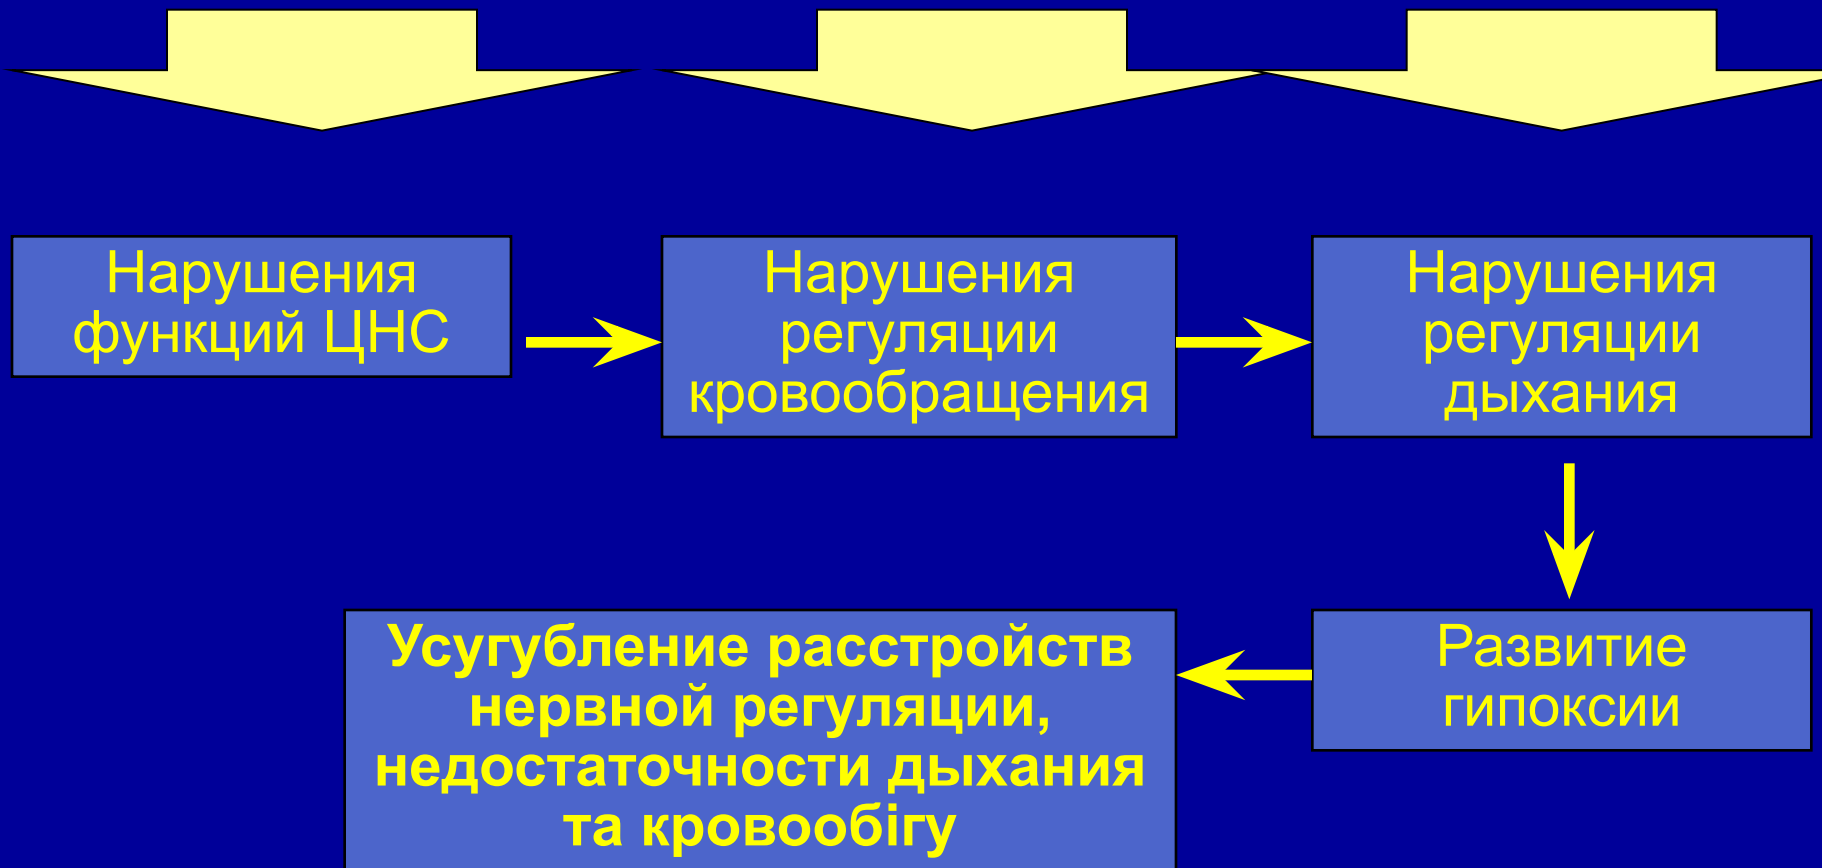 Нарушения
функций ЦНС
Нарушения
регуляции
кровообращения
Нарушения
регуляции
дыхания
Развитие
гипоксии
Усугубление расстройств
нервной регуляции,
недостаточности дыхания
та кровообігу